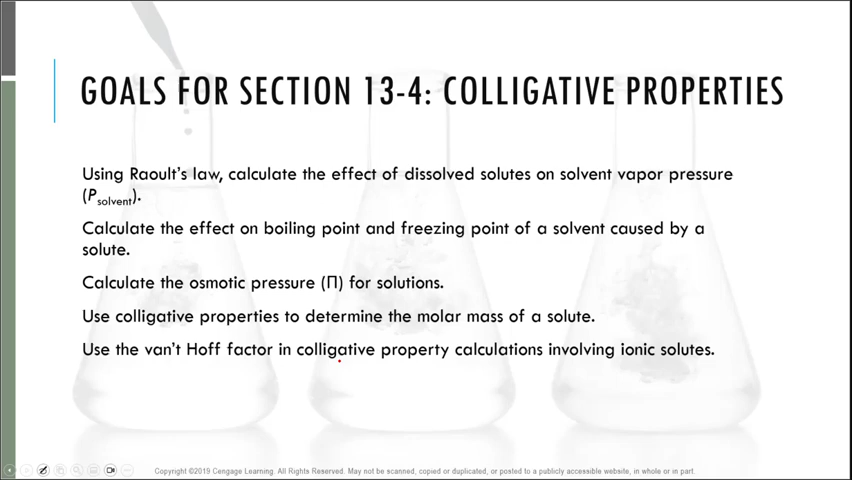 GOALS FOR SECTION 13-4: COLLIGATIVE PROPERTIES
Using Raoult's law, calculate the effect of dissolved solutes on solvent vapor pressure
(Psolvent).
Calculate the effect on boiling point and freezing point of a solvent caused by a
solute.
Calculate the osmotic pressure (Π) for solutions.
Use colligative properties to determine the molar mass of a solute.
Use the van't Hoff factor in colligative property calculations involving ionic solutes.
Copyright ©2019 Cengage Learning. All Rights Reserved. May not be scanned, copied or duplicated, or posted to a publicly accessible website, in whole or in part.